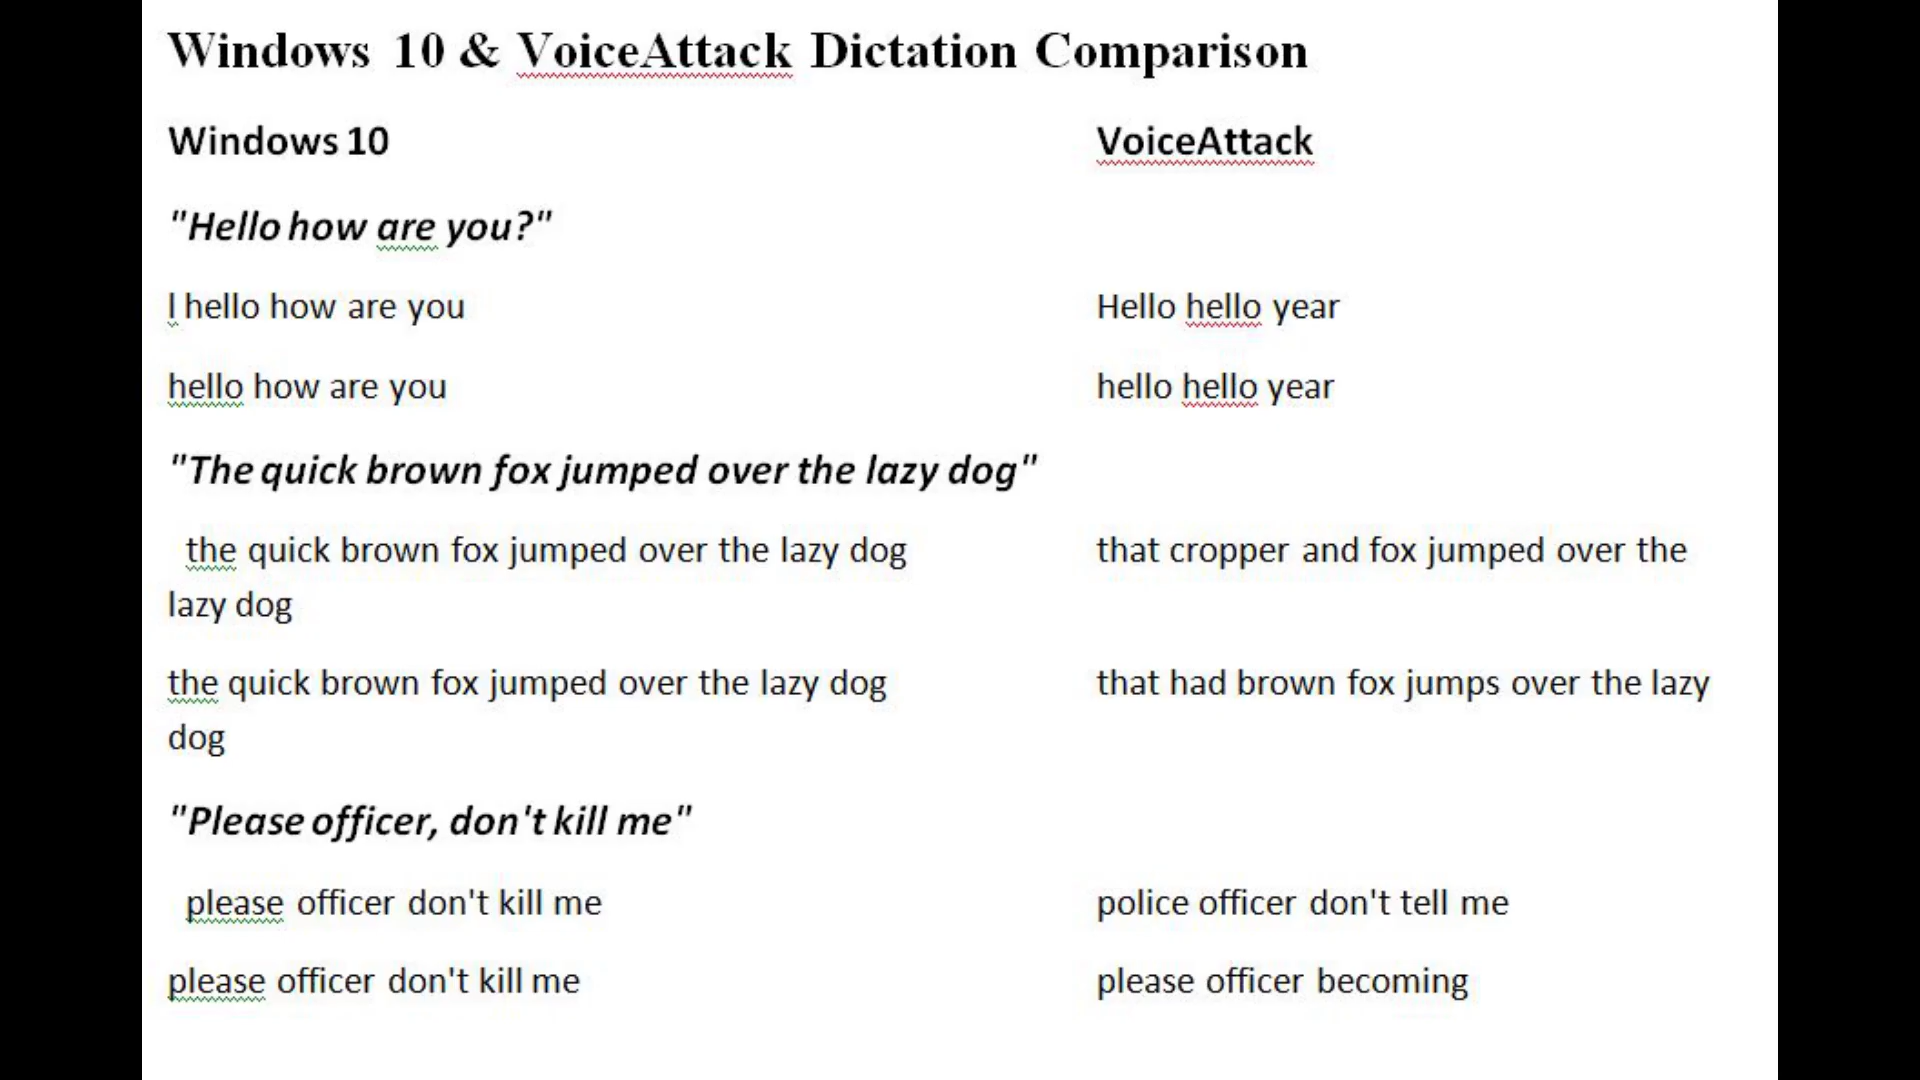 Windows 10 & VoiceAttack Dictation Comparison
Windows 10 VoiceAttack
"Hello how are you?"
I hello how are you Hello hello year
hello how are you hello hello year
"The quick brown fox jumped over the lazy dog"
the quick brown fox jumped over the lazy dog that cropper and fox jumped over the
lazy dog
the quick brown fox jumped over the lazy dog that had brown fox jumps over the lazy
dog
"Please officer, don't kill me"
please officer don't kill me police officer don't tell me
please officer don't kill me please officer becoming